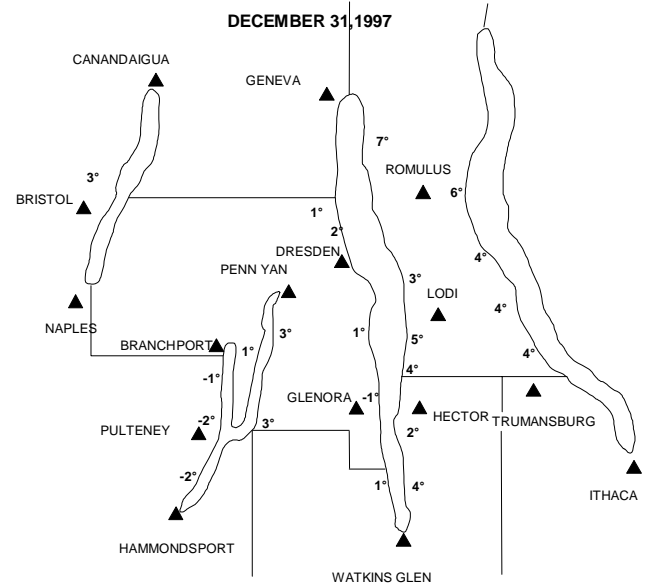 DECEMBER 31,1997
CANANDAIGUA
GENEVA
7°
ROMULUS
3°
6°
BRISTOL
1°
2°
DRESDEN
4°
PENN YAN
3°
LODI
NAPLES
4°
3°
1°
5°
BRANCHPORT
1°
4°
4°
-1°
GLENORA
-1°
HECTOR
TRUMANSBURG
-2°
3°
PULTENEY
2°
-2°
1°
4°
ITHACA
HAMMONDSPORT
WATKINS GLEN